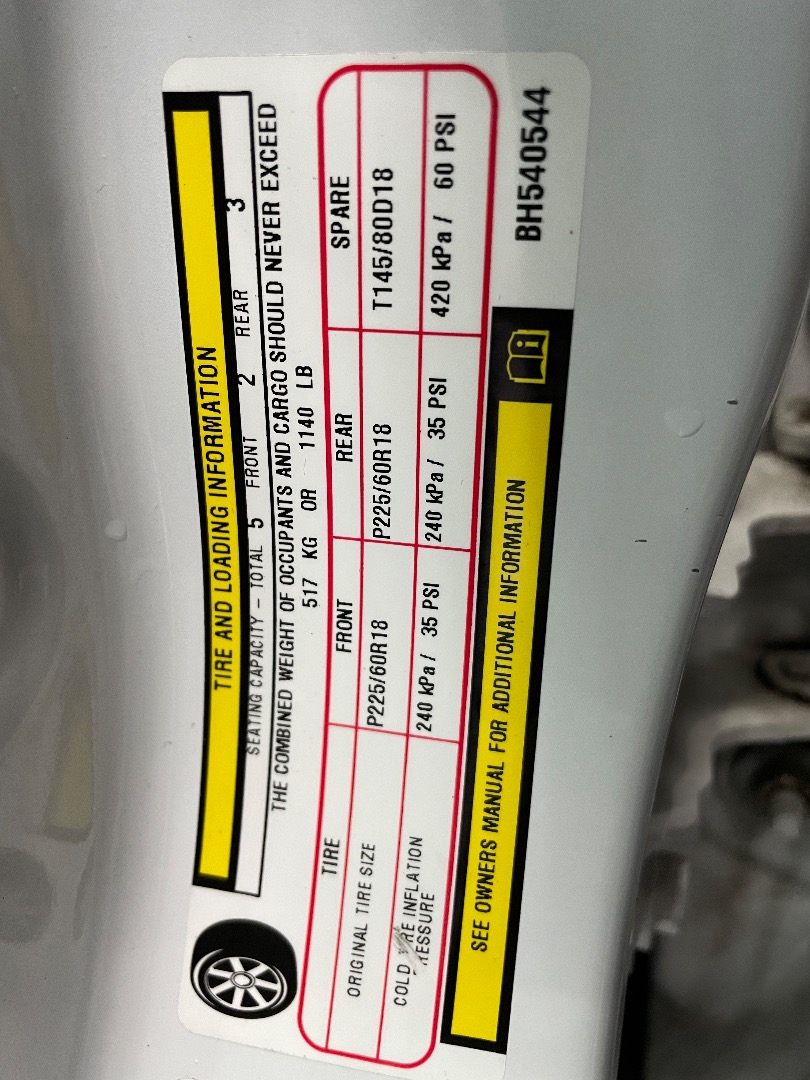 TIRE AND LOADING INFORMATION
SEATING CAPACITY – TOTAL 5 FRONT 2 REAR 3
THE COMBINED WEIGHT OF OCCUPANTS AND CARGO SHOULD NEVER EXCEED
517 KG OR 1140 LB
TIRE FRONT REAR SPARE
ORIGINAL TIRE SIZE P225/60R18 P225/60R18 T145/80D18
COLD TIRE INFLATION
PRESSURE 240 kPa / 35 PSI 240 kPa / 35 PSI 420 kPa / 60 PSI
SEE OWNERS MANUAL FOR ADDITIONAL INFORMATION
BH540544